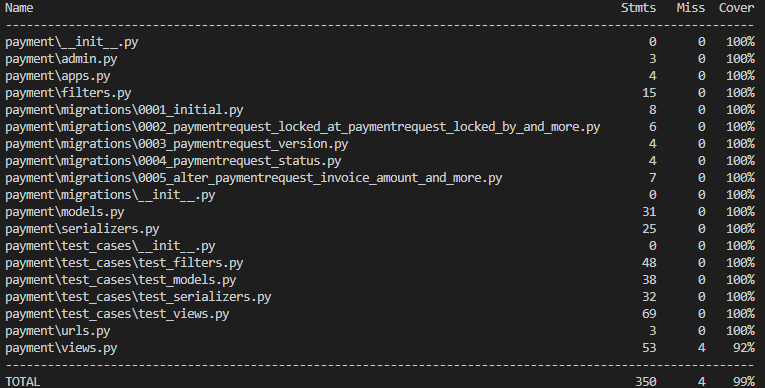 Name Stmts Miss Cover
---------------------------------------------------------------------------------------------
payment\__init__.py 0 0 100%
payment\admin.py 3 0 100%
payment\apps.py 4 0 100%
payment\filters.py 15 0 100%
payment\migrations\0001_initial.py 8 0 100%
payment\migrations\0002_paymentrequest_locked_at_paymentrequest_locked_by_and_more.py 6 0 100%
payment\migrations\0003_paymentrequest_version.py 4 0 100%
payment\migrations\0004_paymentrequest_status.py 4 0 100%
payment\migrations\0005_alter_paymentrequest_invoice_amount_and_more.py 7 0 100%
payment\migrations\__init__.py 0 0 100%
payment\models.py 31 0 100%
payment\serializers.py 25 0 100%
payment\test_cases\__init__.py 0 0 100%
payment\test_cases\test_filters.py 48 0 100%
payment\test_cases\test_models.py 38 0 100%
payment\test_cases\test_serializers.py 32 0 100%
payment\test_cases\test_views.py 69 0 100%
payment\urls.py 3 0 100%
payment\views.py 53 4 92%
---------------------------------------------------------------------------------------------
TOTAL 350 4 99%